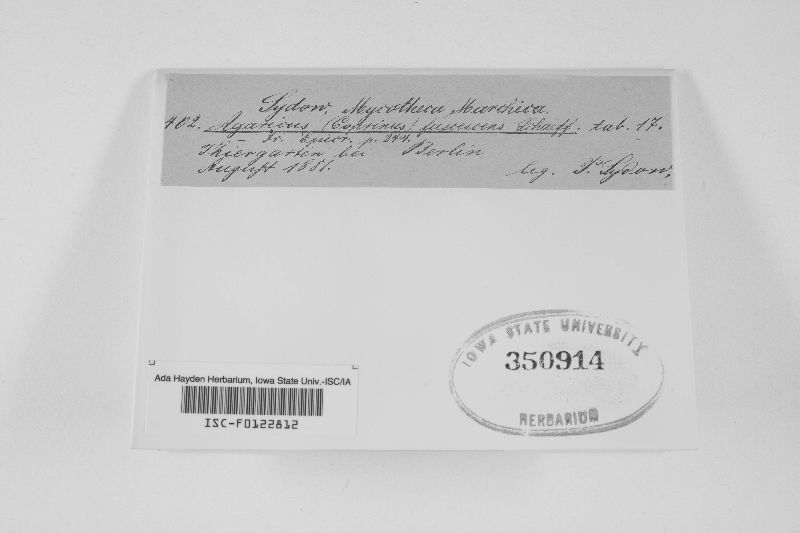 Sydow, Mycotheca Marchica.
402. Agaricus (Coprinus) fuscescens Schaeff. tab. 17.
— Fr. Epicr. p. 244. —
Thiergarten bei Berlin
August 1881. leg. P. Sydow.
IOWA STATE UNIVERSITY
350914
HERBARIUM
Ada Hayden Herbarium, Iowa State Univ.-ISC/IA
ISC-F0122812